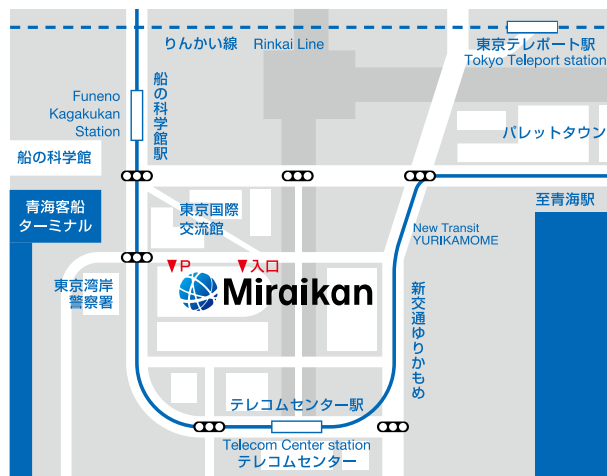 りんかい線 Rinkai Line
東京テレポート駅
Tokyo Teleport station
Funeno
Kagakukan
Station
船の科学館駅
船の科学館
パレットタウン
青海客船
ターミナル
東京国際
交流館
至青海駅
New Transit
YURIKAMOME
P
入口
Miraikan
東京湾岸
警察署
新交通ゆりかもめ
テレコムセンター駅
Telecom Center station
テレコムセンター